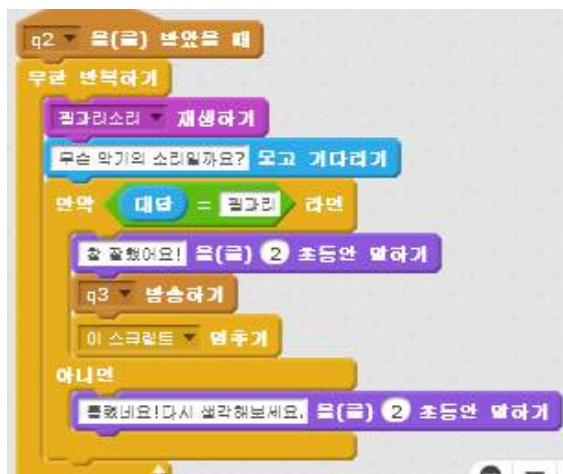 q2 을(를) 받았을 때
무한 반복하기
꽹과리소리 재생하기
무슨 악기의 소리일까요? 묻고 기다리기
만약 대답 = 꽹과리 라면
참 잘했어요! 을(를) 2 초동안 말하기
q3 방송하기
이 스크립트 멈추기
아니면
틀렸네요!다시 생각해보세요. 을(를) 2 초동안 말하기